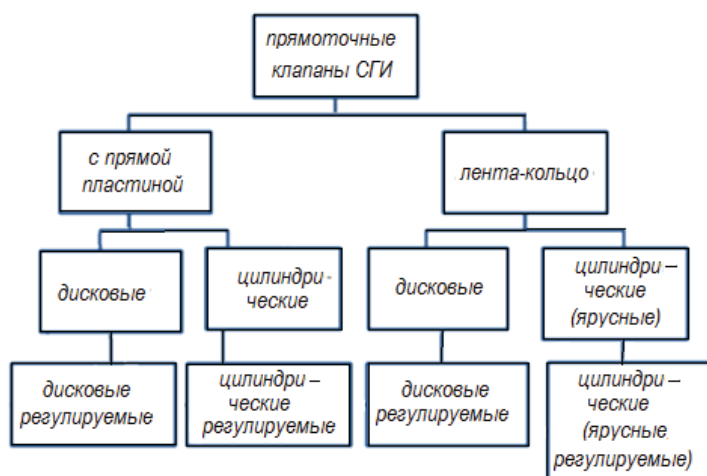 прямоточные
клапаны СГИ
с прямой
пластиной
лента-кольцо
дисковые
цилиндри -
ческие
дисковые
цилиндри –
ческие
(ярусные)
дисковые
регулируемые
цилиндри –
ческие
регулируемые
дисковые
регулируемые
цилиндри –
ческие
(ярусные,
регулируемые)